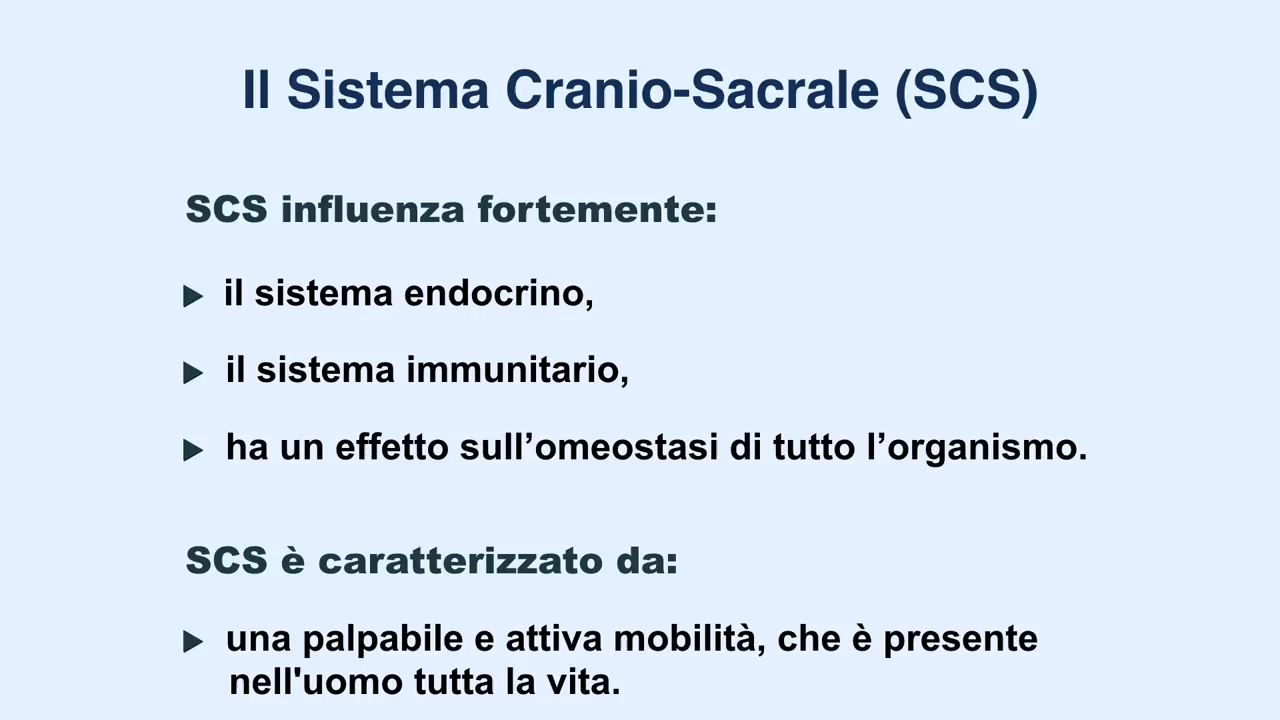 Il Sistema Cranio-Sacrale (SCS)
SCS influenza fortemente:
il sistema endocrino,
il sistema immunitario,
ha un effetto sull’omeostasi di tutto l’organismo.
SCS è caratterizzato da:
una palpabile e attiva mobilità, che è presente
nell'uomo tutta la vita.